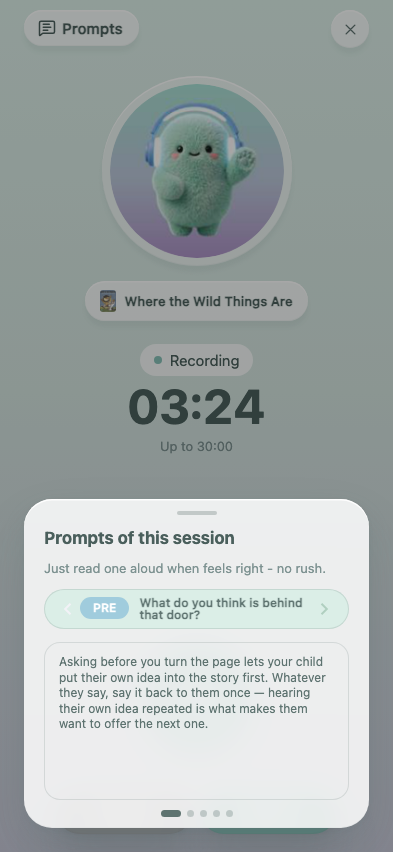 Prompts
Where the Wild Things Are
Recording
03:24
Up to 30:00
Prompts of this session
Just read one aloud when feels right - no rush.
PRE
What do you think is behind
that door?
Asking before you turn the page lets your child
put their own idea into the story first. Whatever
they say, say it back to them once — hearing
their own idea repeated is what makes them
want to offer the next one.